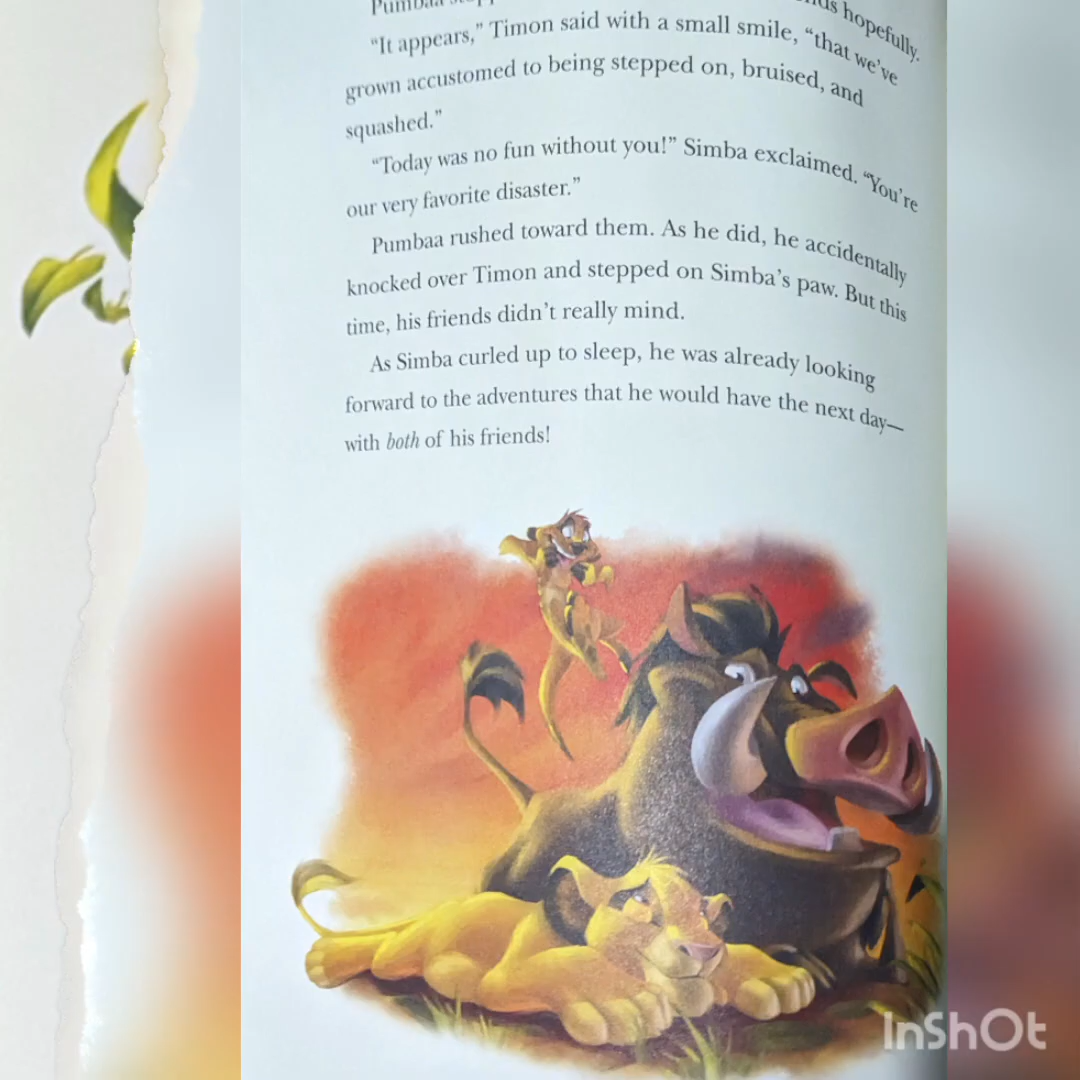 Pumbaa
hopefully.
“It appears,” Timon said with a small smile, “that we’ve
grown accustomed to being stepped on, bruised, and
squashed.”
“Today was no fun without you!” Simba exclaimed. “You’re
our very favorite disaster.”
Pumbaa rushed toward them. As he did, he accidentally
knocked over Timon and stepped on Simba’s paw. But this
time, his friends didn’t really mind.
As Simba curled up to sleep, he was already looking
forward to the adventures that he would have the next day—
with both of his friends!
InShOt